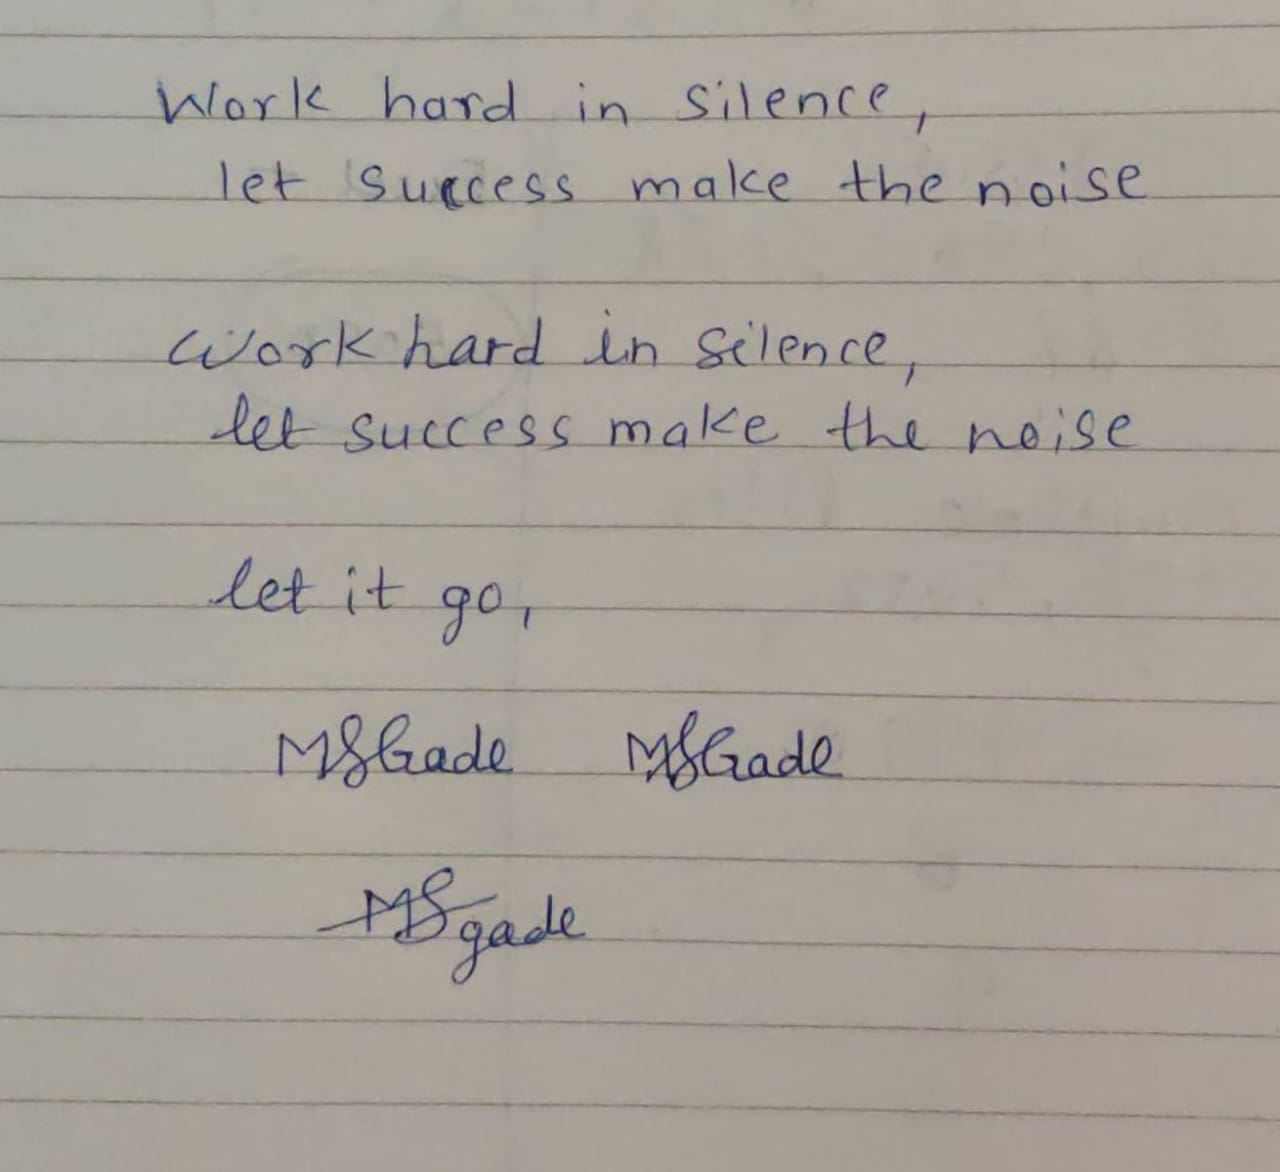 Work hard in silence,
let success make the noise
Work hard in silence,
let success make the noise
let it go,
MSGade MSGade
MSgade